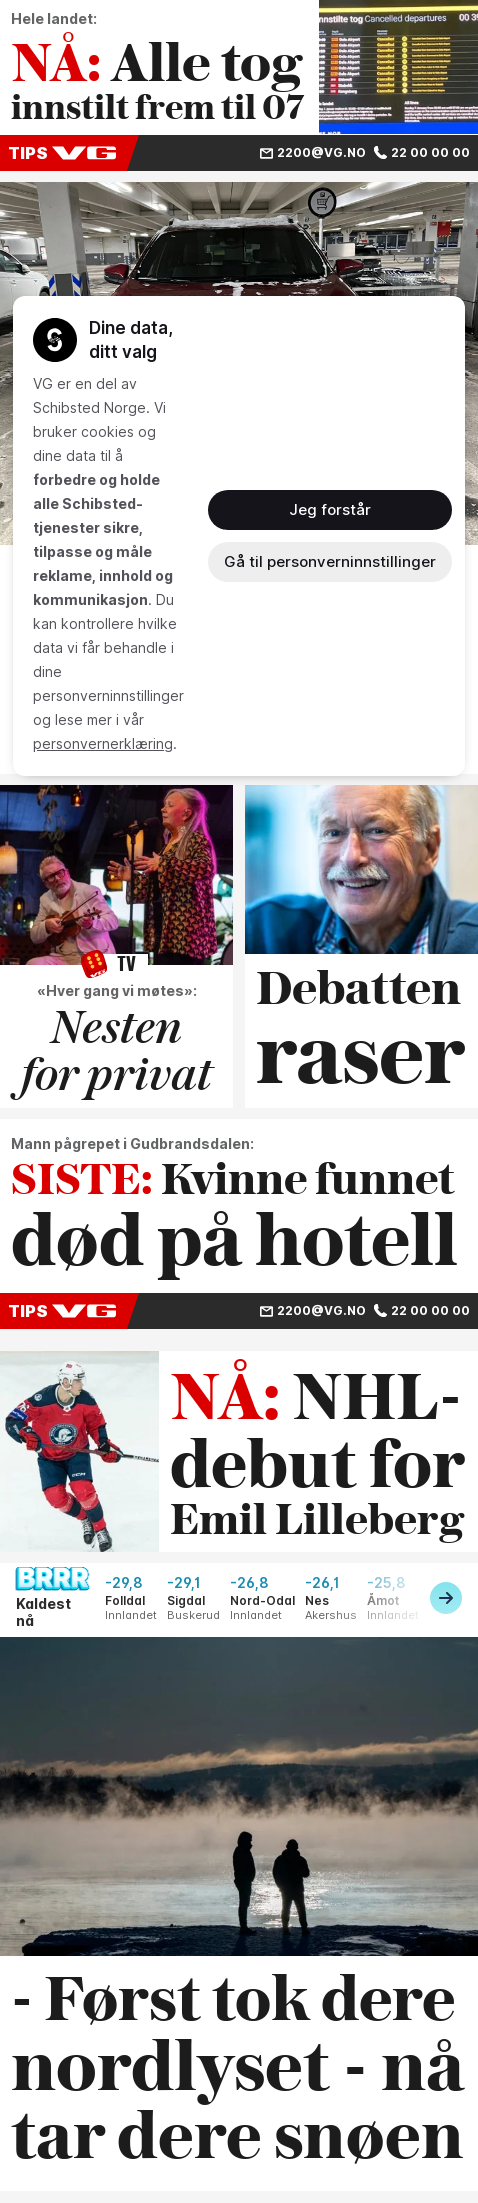 Hele landet:
NÅ: Alle tog
innstilt frem til 07
nnstilte tog Cancelled departures
TIPS VG
2200@VG.NO 22 00 00 00
Dine data,
ditt valg
VG er en del av
Schibsted Norge. Vi
bruker cookies og
dine data til å
forbedre og holde
alle Schibsted-
tjenester sikre,
tilpasse og måle
reklame, innhold og
kommunikasjon. Du
kan kontrollere hvilke
data vi får behandle i
dine
personverninnstillinger
og lese mer i vår
personvernerklæring.
Jeg forstår
Gå til personverninnstillinger
TV
«Hver gang vi møtes»:
Nesten
for privat
Debatten
raser
Mann pågrepet i Gudbrandsdalen:
SISTE: Kvinne funnet
død på hotell
TIPS VG
2200@VG.NO 22 00 00 00
NÅ: NHL-
debut for
Emil Lilleberg
BRRR
Kaldest
nå
-29,8 -29,1 -26,8 -26,1 -25,8
Folldal Sigdal Nord-Odal Nes Åmot
Innlandet Buskerud Innlandet Akershus Innlandet
- Først tok dere
nordlyset - nå
tar dere snøen